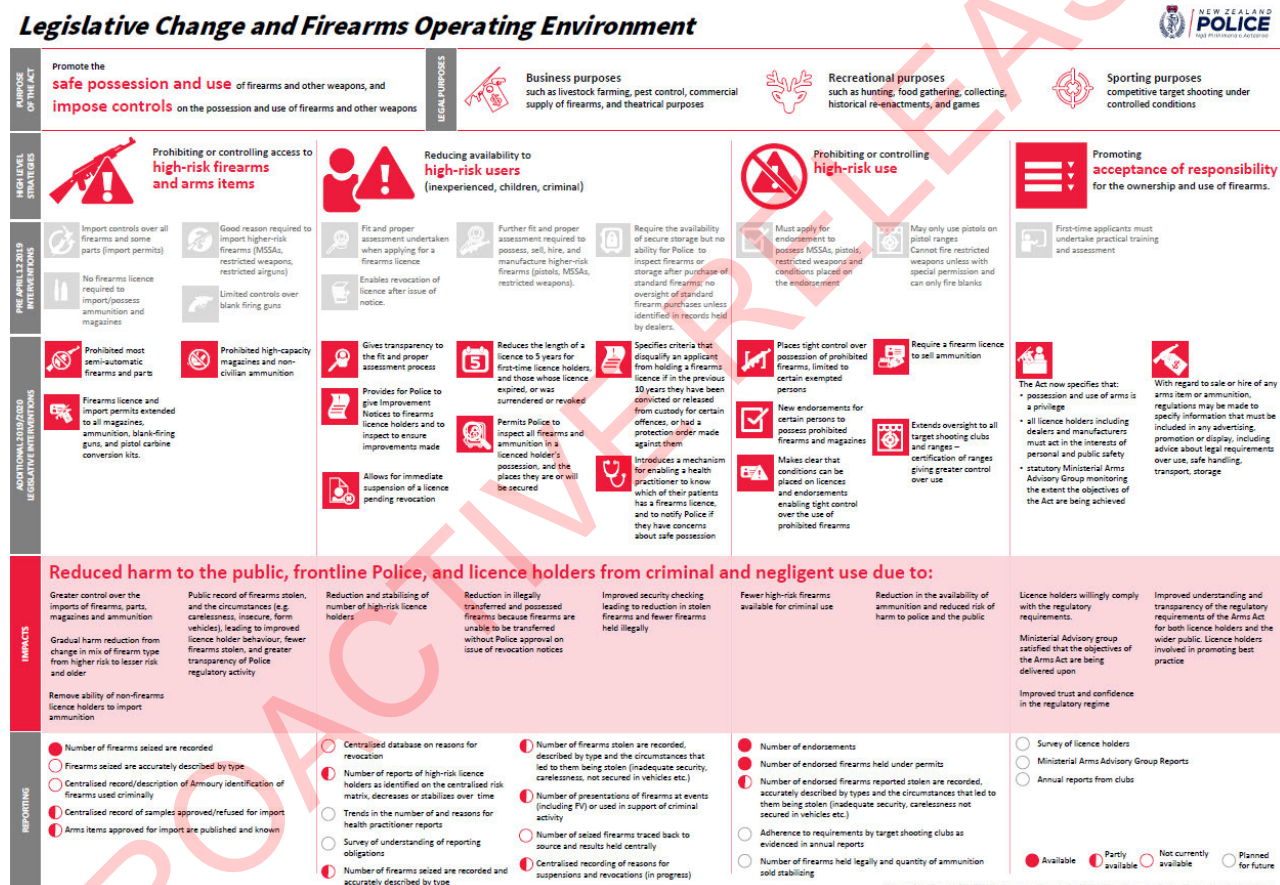 Legislative Change and Firearms Operating Environment
NEW ZEALAND
POLICE
Ngā Pirihimana o Aotearoa
PURPOSE
OF THE ACT
Promote the
safe possession and use of firearms and other weapons, and
impose controls on the possession and use of firearms and other weapons
LEGAL PURPOSES
Business purposes
such as livestock farming, pest control, commercial
supply of firearms, and theatrical purposes
Recreational purposes
such as hunting, food gathering, collecting,
historical re-enactments, and games
Sporting purposes
competitive target shooting under
controlled conditions
HIGH LEVEL
STRATEGIES
Prohibiting or controlling access to
high-risk firearms
and arms items
Reducing availability to
high-risk users
(inexperienced, children, criminal)
Prohibiting or controlling
high-risk use
Promoting
acceptance of responsibility
for the ownership and use of firearms.
PRE APRIL 12 2019
INTERVENTIONS
Import controls over all
firearms and some
parts (import permits)
No firearms licence
required to
import/possess
ammunition and
magazines
Good reason required to
import higher-risk
firearms (MSSAs,
restricted weapons,
restricted airguns)
Limited controls over
blank firing guns
Fit and proper
assessment undertaken
when applying for a
firearms licence
Enables revocation of
licence after issue of
notice.
Further fit and proper
assessment required to
possess, sell, hire, and
manufacture higher-risk
firearms (pistols, MSSAs,
restricted weapons).
Require the availability
of secure storage but no
ability for Police to
inspect firearms or
storage after purchase of
standard firearms; no
oversight of standard
firearm purchases unless
identified in records held
by dealers.
Must apply for
endorsement to
possess MSSAs, pistols,
restricted weapons and
conditions placed on
the endorsement
May only use pistols on
pistol ranges
Cannot fire restricted
weapons unless with
special permission and
can only fire blanks
First-time applicants must
undertake practical training
and assessment
ADDITIONAL 2019/2020
LEGISLATIVE INTERVENTIONS
Prohibited most
semi-automatic
firearms and parts
Firearms licence and
import permits extended
to all magazines,
ammunition, blank-firing
guns, and pistol carbine
conversion kits.
Prohibited high-capacity
magazines and non-
civilian ammunition
Gives transparency to
the fit and proper
assessment process
Provides for Police to
give Improvement
Notices to firearms
licence holders and to
inspect to ensure
improvements made
Allows for immediate
suspension of a licence
pending revocation
5
Reduces the length of a
licence to 5 years for
first-time licence holders,
and those whose licence
expired, or was
surrendered or revoked
Permits Police to
inspect all firearms and
ammunition in a
licenced holder's
possession, and the
places they are or will
be secured
Specifies criteria that
disqualify an applicant
from holding a firearms
licence if in the previous
10 years they have been
convicted or released
from custody for certain
offences, or had a
protection order made
against them
Introduces a mechanism
for enabling a health
practitioner to know
which of their patients
has a firearms licence,
and to notify Police if
they have concerns
about safe possession
Places tight control over
possession of prohibited
firearms, limited to
certain exempted
persons
New endorsements for
certain persons to
possess prohibited
firearms and magazines
Makes clear that
conditions can be
placed on licences
and endorsements
enabling tight control
over the use of
prohibited firearms
Require a firearm licence
to sell ammunition
Extends oversight to all
target shooting clubs
and ranges –
certification of ranges
giving greater control
over use
The Act now specifies that:
• possession and use of arms is
a privilege
• all licence holders including
dealers and manufacturers
must act in the interests of
personal and public safety
• statutory Ministerial Arms
Advisory Group monitoring
the extent the objectives of
the Act are being achieved
With regard to sale or hire of any
arms item or ammunition,
regulations may be made to
specify information that must be
included in any advertising,
promotion or display, including
advice about legal requirements
over use, safe handling,
transport, storage
IMPACTS
Reduced harm to the public, frontline Police, and licence holders from criminal and negligent use due to:
Greater control over the
imports of firearms, parts,
magazines and ammunition
Gradual harm reduction from
change in mix of firearm type
from higher risk to lesser risk
and older
Remove ability of non-firearms
licence holders to import
ammunition
Public record of firearms stolen,
and the circumstances (e.g.
carelessness, insecure, form
vehicles), leading to improved
licence holder behaviour, fewer
firearms stolen, and greater
transparency of Police
regulatory activity
Reduction and stabilising of
number of high-risk licence
holders
Reduction in illegally
transferred and possessed
firearms because firearms are
unable to be transferred
without Police approval on
issue of revocation notices
Improved security checking
leading to reduction in stolen
firearms and fewer firearms
held illegally
Fewer high-risk firearms
available for criminal use
Reduction in the availability of
ammunition and reduced risk of
harm to police and the public
Licence holders willingly comply
with the regulatory
requirements.
Ministerial Advisory group
satisfied that the objectives of
the Arms Act are being
delivered upon
Improved trust and confidence
in the regulatory regime
Improved understanding and
transparency of the regulatory
requirements of the Arms Act
for both licence holders and the
wider public. Licence holders
involved in promoting best
practice
REPORTING
Number of firearms seized are recorded
Firearms seized are accurately described by type
Centralised record/description of Armoury identification of
firearms used criminally
Centralised record of samples approved/refused for import
Arms items approved for import are published and known
Centralised database on reasons for
revocation
Number of reports of high-risk licence
holders as identified on the centralised risk
matrix, decreases or stabilizes over time
Trends in the number of and reasons for
health practitioner reports
Survey of understanding of reporting
obligations
Number of firearms seized are recorded and
accurately described by type
Number of firearms stolen are recorded,
described by type and the circumstances that
led to them being stolen (inadequate security,
carelessness, not secured in vehicles etc.)
Number of presentations of firearms at events
(including FV) or used in support of criminal
activity
Number of seized firearms traced back to
source and results held centrally
Centralised recording of reasons for
suspensions and revocations (in progress)
Number of endorsements
Number of endorsed firearms held under permits
Number of endorsed firearms reported stolen are recorded,
accurately described by types and the circumstances that led to
them being stolen (inadequate security, carelessness not
secured in vehicles etc.)
Adherence to requirements by target shooting clubs as
evidenced in annual reports
Number of firearms held legally and quantity of ammunition
sold stabilizing
Survey of licence holders
Ministerial Arms Advisory Group Reports
Annual reports from clubs
Available
Partly
available
Not currently
available
Planned
for future
PROACTIVE RELEAS